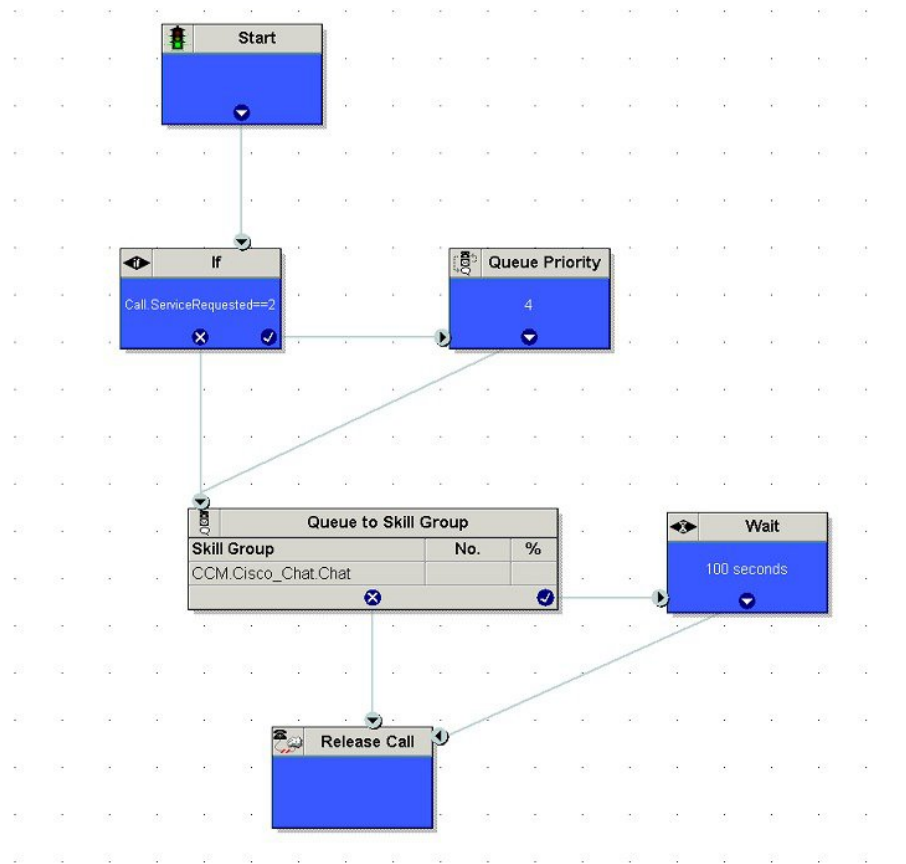 Start
If
Call.ServiceRequested==2
Queue Priority
4
Queue to Skill Group
Skill Group No. %
CCM.Cisco_Chat.Chat
Wait
100 seconds
Release Call